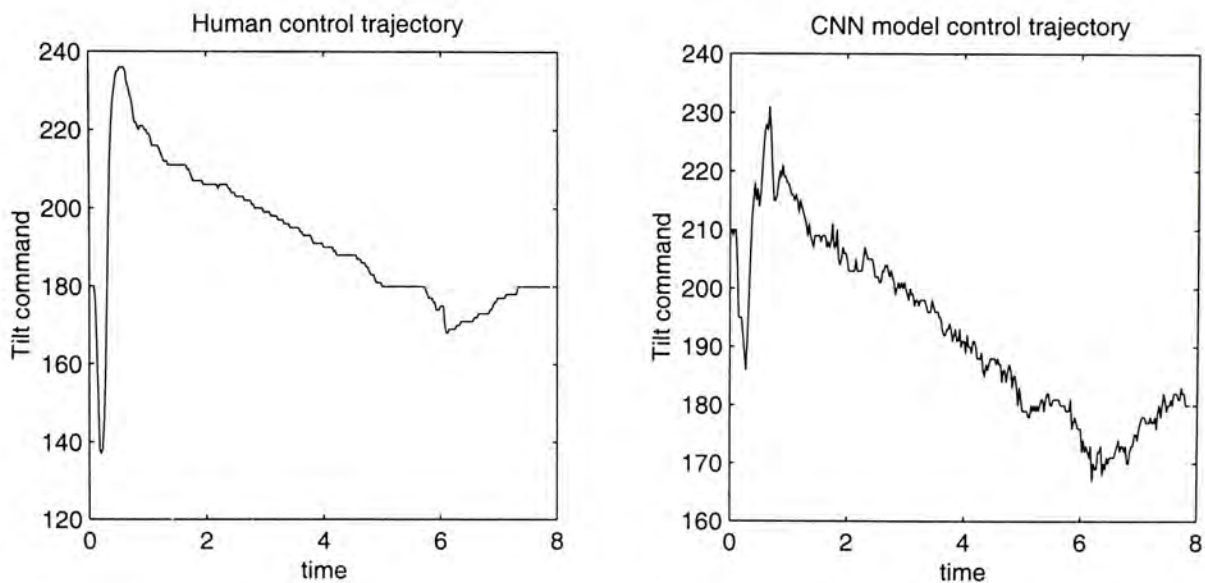 Human control trajectory
240
220
200
180
160
140
120
Tilt command
0 2 4 6 8
time
CNN model control trajectory
240
230
220
210
200
190
180
170
160
Tilt command
0 2 4 6 8
time